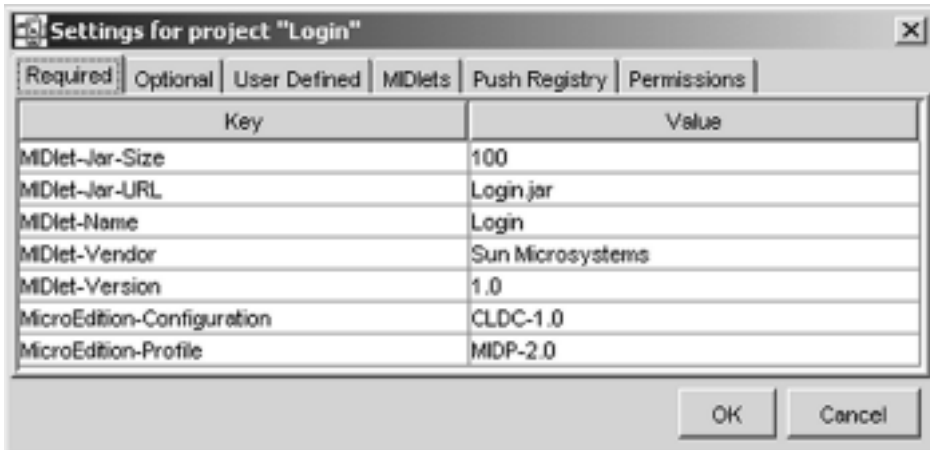 Settings for project "Login"
Required Optional User Defined MIDlets Push Registry Permissions
Key Value
MIDlet-Jar-Size 100
MIDlet-Jar-URL Login.jar
MIDlet-Name Login
MIDlet-Vendor Sun Microsystems
MIDlet-Version 1.0
MicroEdition-Configuration CLDC-1.0
MicroEdition-Profile MIDP-2.0
OK Cancel